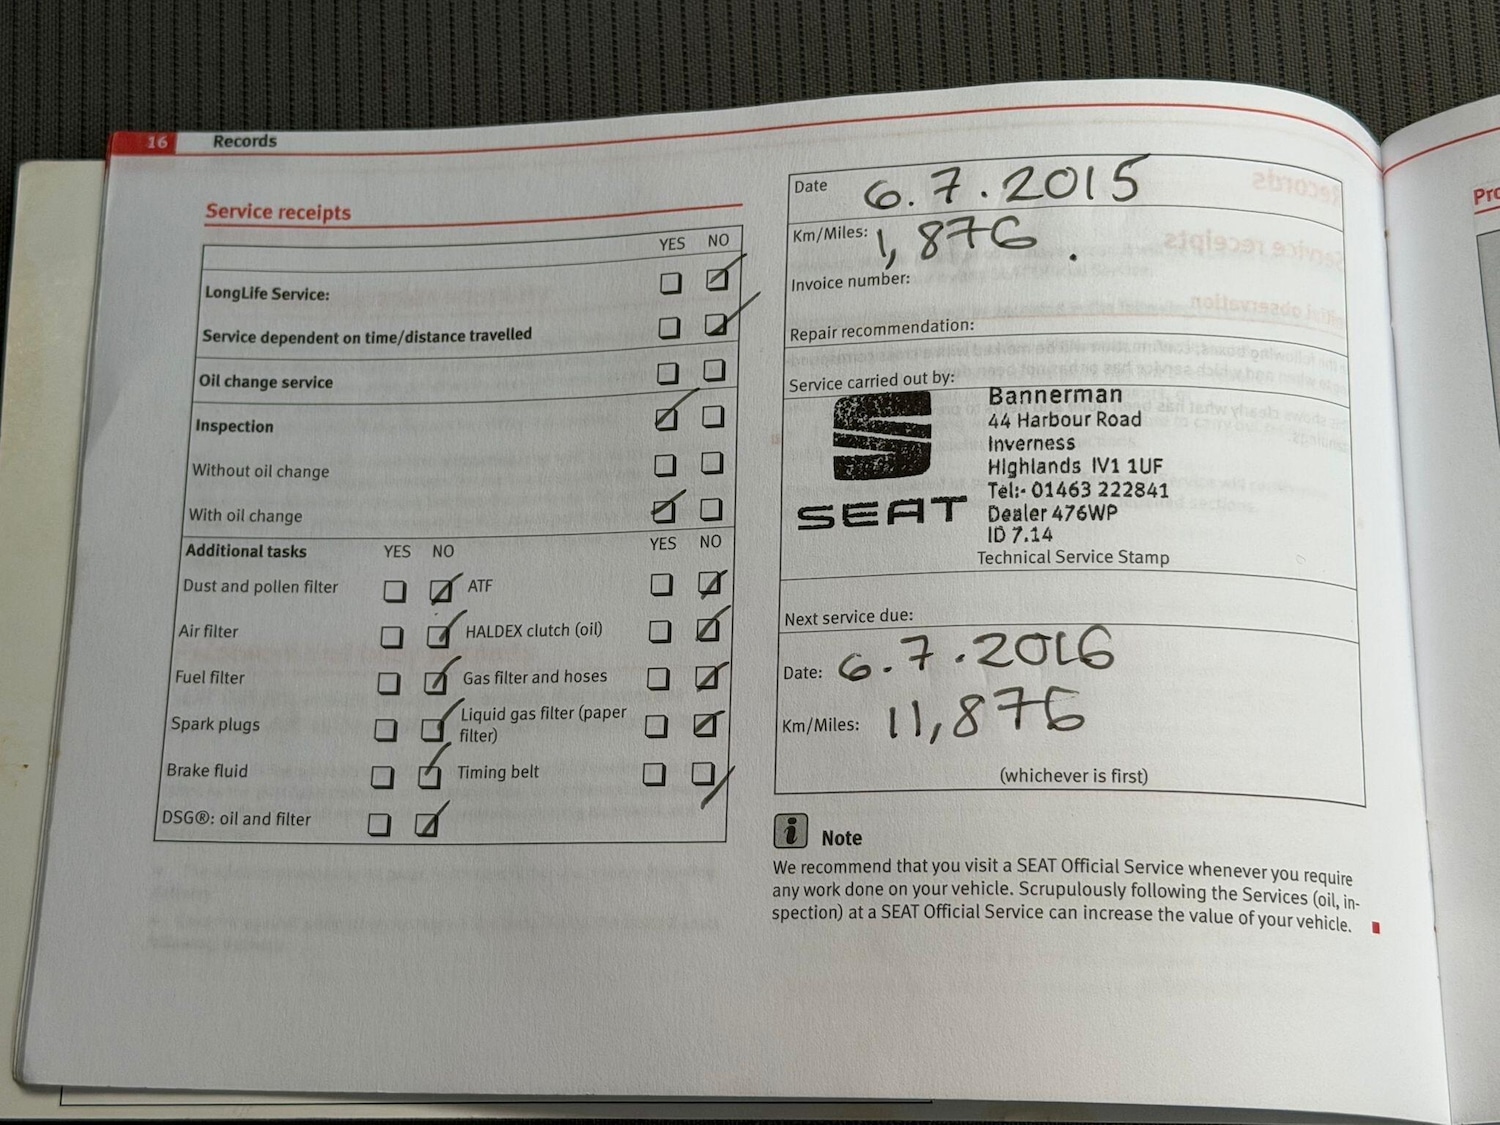 16 Records
Service receipts
YES NO
LongLife Service:
Service dependent on time/distance travelled
Oil change service
Inspection
Without oil change
With oil change
Additional tasks YES NO YES NO
Dust and pollen filter ATF
Air filter HALDEX clutch (oil)
Fuel filter Gas filter and hoses
Spark plugs Liquid gas filter (paper
filter)
Brake fluid Timing belt
DSG®: oil and filter
Date 6.7.2015
Km/Miles: 1,876.
Invoice number:
Repair recommendation:
Service carried out by:
SEAT
Bannerman
44 Harbour Road
Inverness
Highlands IV1 1UF
Tel:- 01463 222841
Dealer 476WP
ID 7.14
Technical Service Stamp
Next service due:
Date: 6.7.2016
Km/Miles: 11,876
(whichever is first)
i Note
We recommend that you visit a SEAT Official Service whenever you require
any work done on your vehicle. Scrupulously following the Services (oil, in-
spection) at a SEAT Official Service can increase the value of your vehicle.